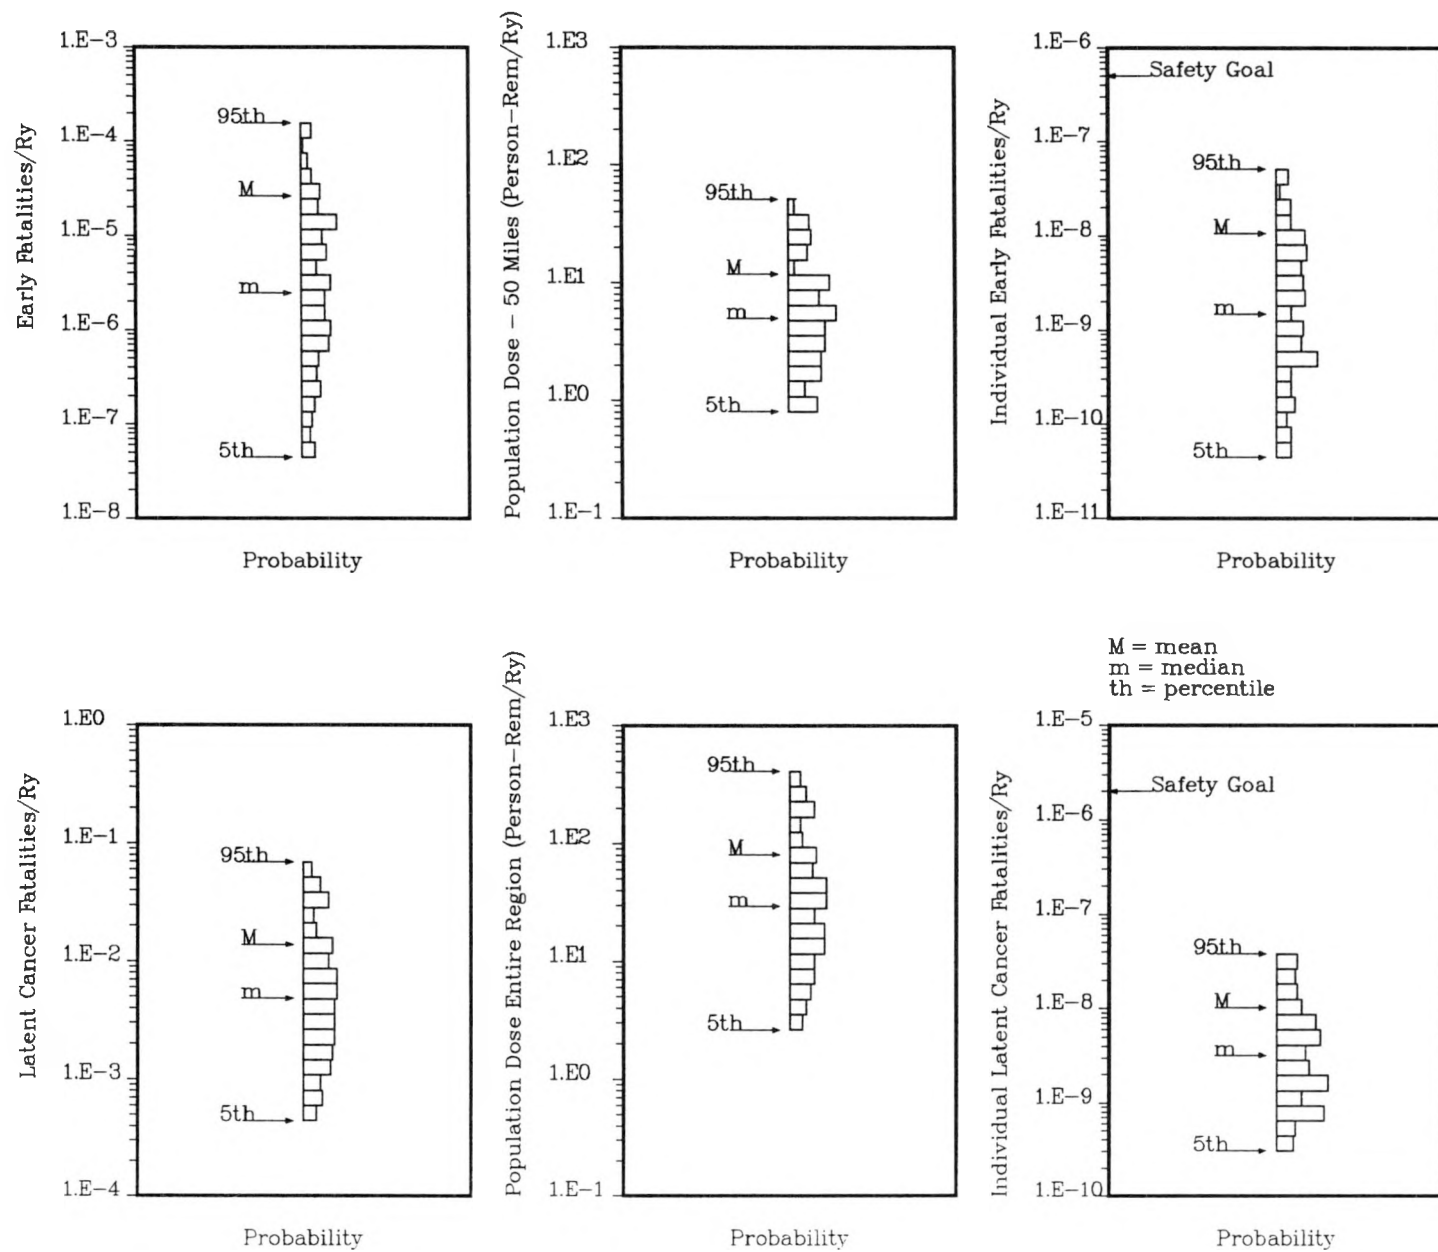 Early Fatalities/Ry
1.E−3
1.E−4
1.E−5
1.E−6
1.E−7
1.E−8
95th
M
m
5th
Probability
Population Dose − 50 Miles (Person−Rem/Ry)
1.E3
1.E2
1.E1
1.E0
1.E−1
95th
M
m
5th
Probability
Individual Early Fatalities/Ry
1.E−6
1.E−7
1.E−8
1.E−9
1.E−10
1.E−11
Safety Goal
95th
M
m
5th
Probability
M = mean
m = median
th = percentile
Latent Cancer Fatalities/Ry
1.E0
1.E−1
1.E−2
1.E−3
1.E−4
95th
M
m
5th
Probability
Population Dose Entire Region (Person−Rem/Ry)
1.E3
1.E2
1.E1
1.E0
1.E−1
95th
M
m
5th
Probability
Individual Latent Cancer Fatalities/Ry
1.E−5
1.E−6
1.E−7
1.E−8
1.E−9
1.E−10
Safety Goal
95th
M
m
5th
Probability